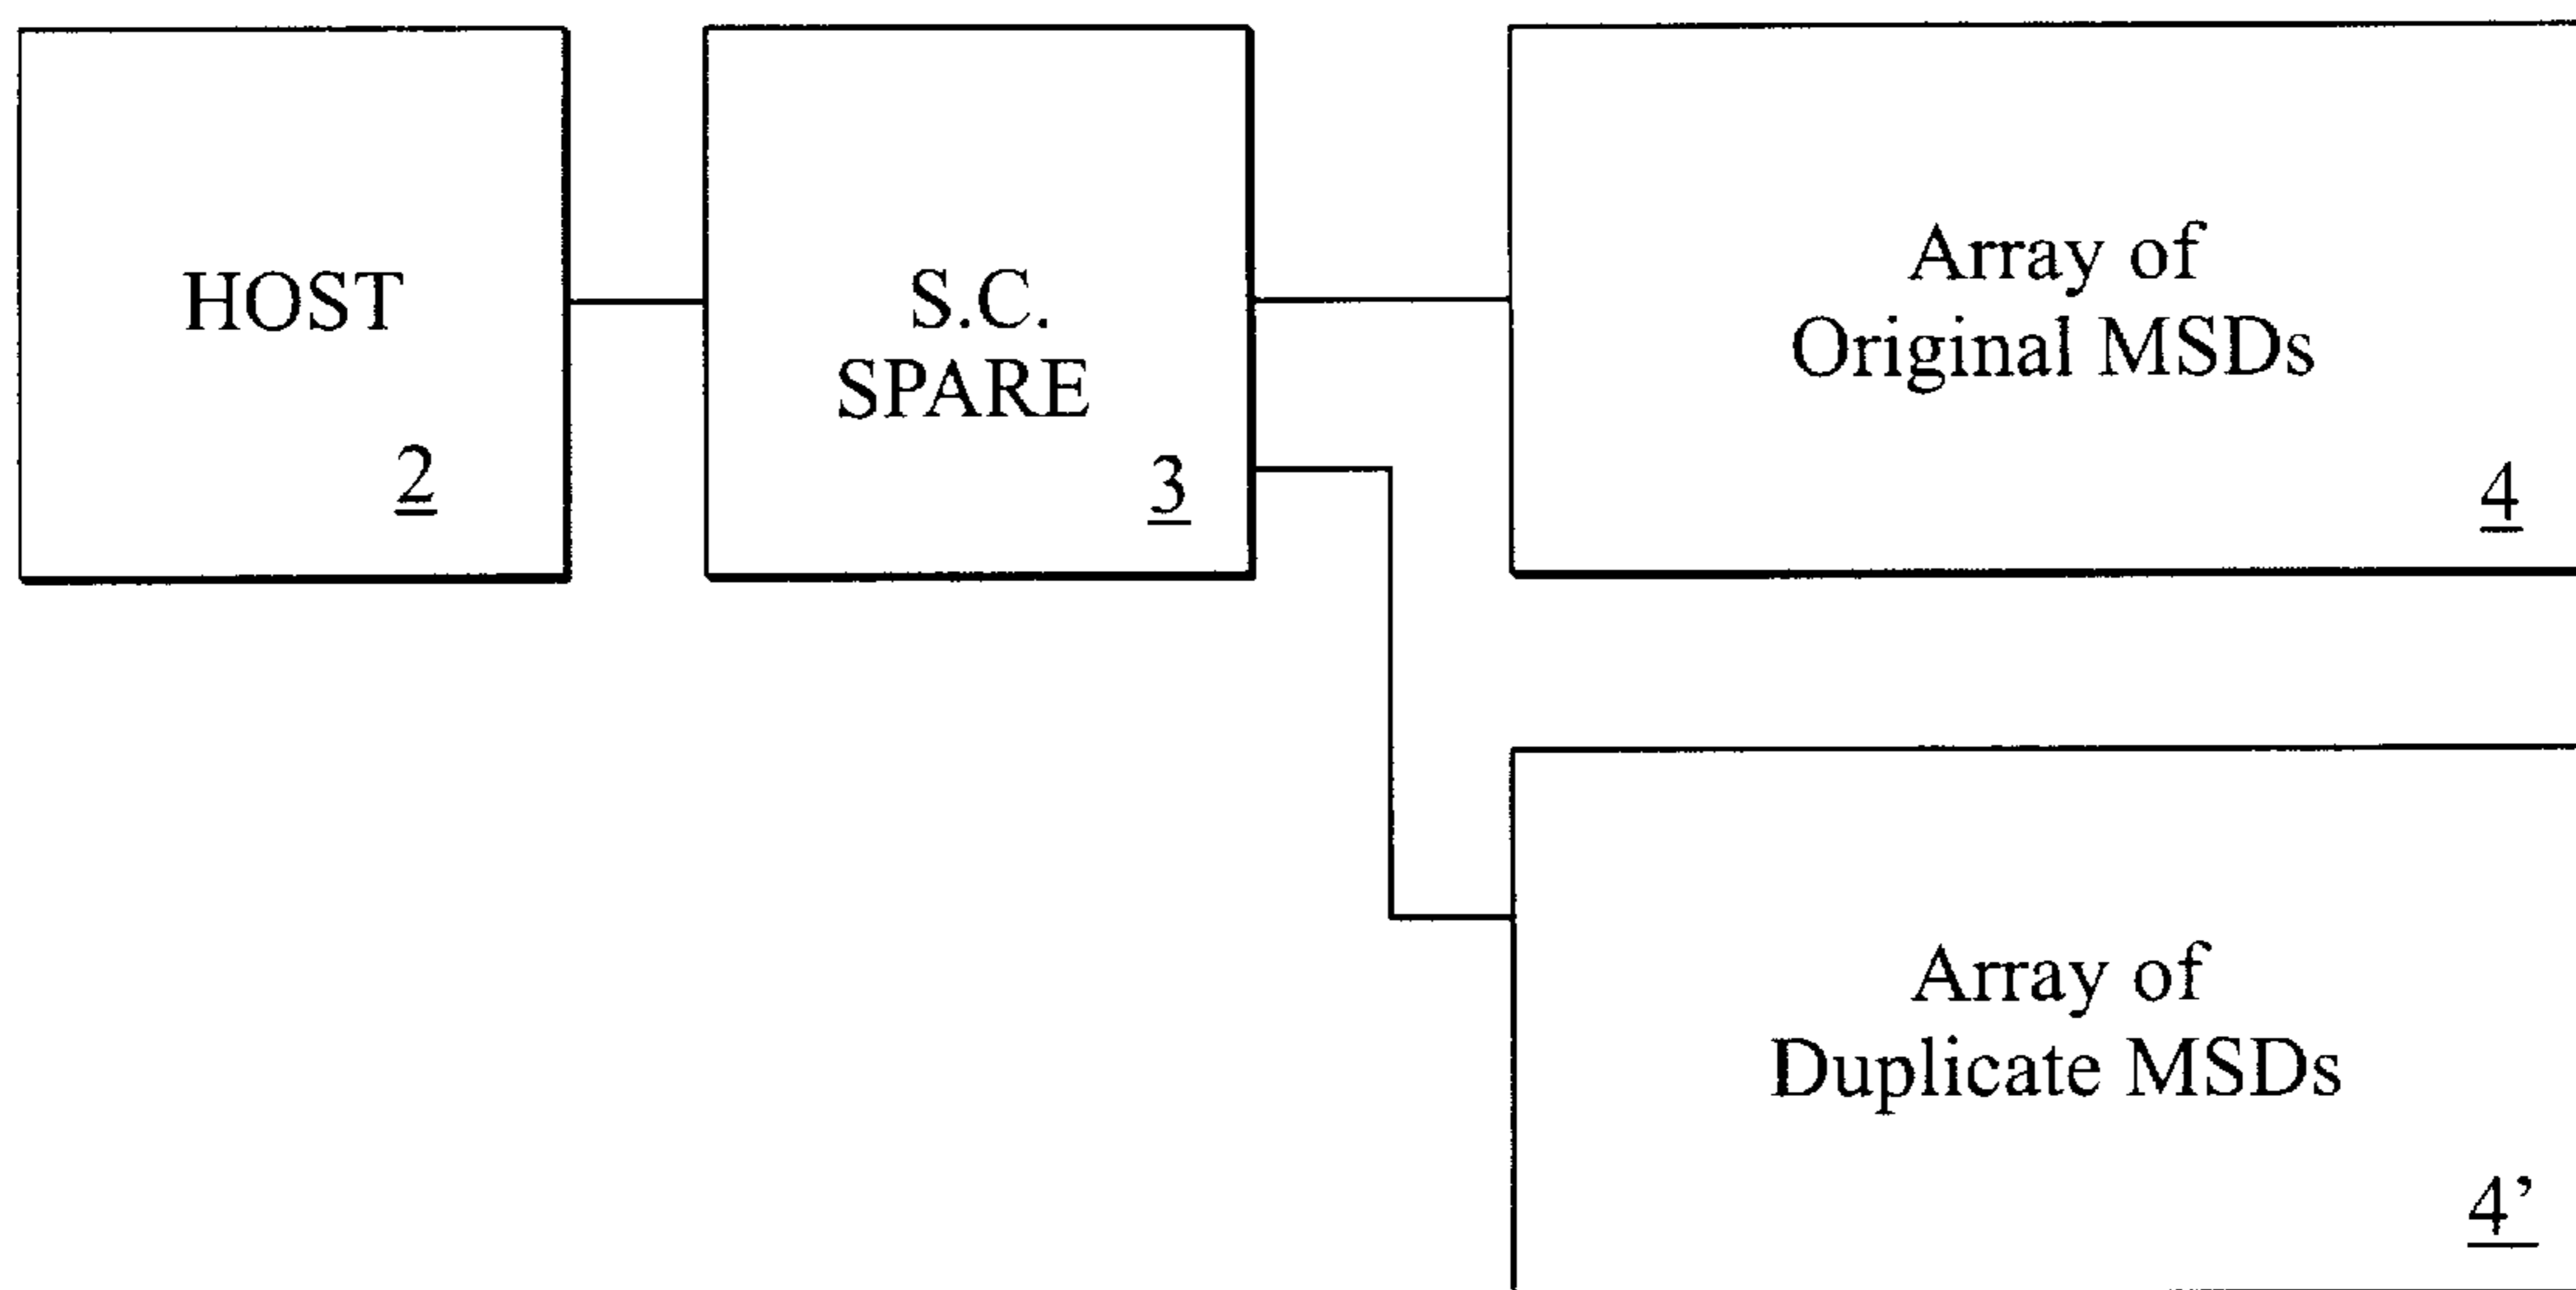 HOST
2
S.C.
SPARE
3
Array of
Original MSDs
4
Array of
Duplicate MSDs
4’